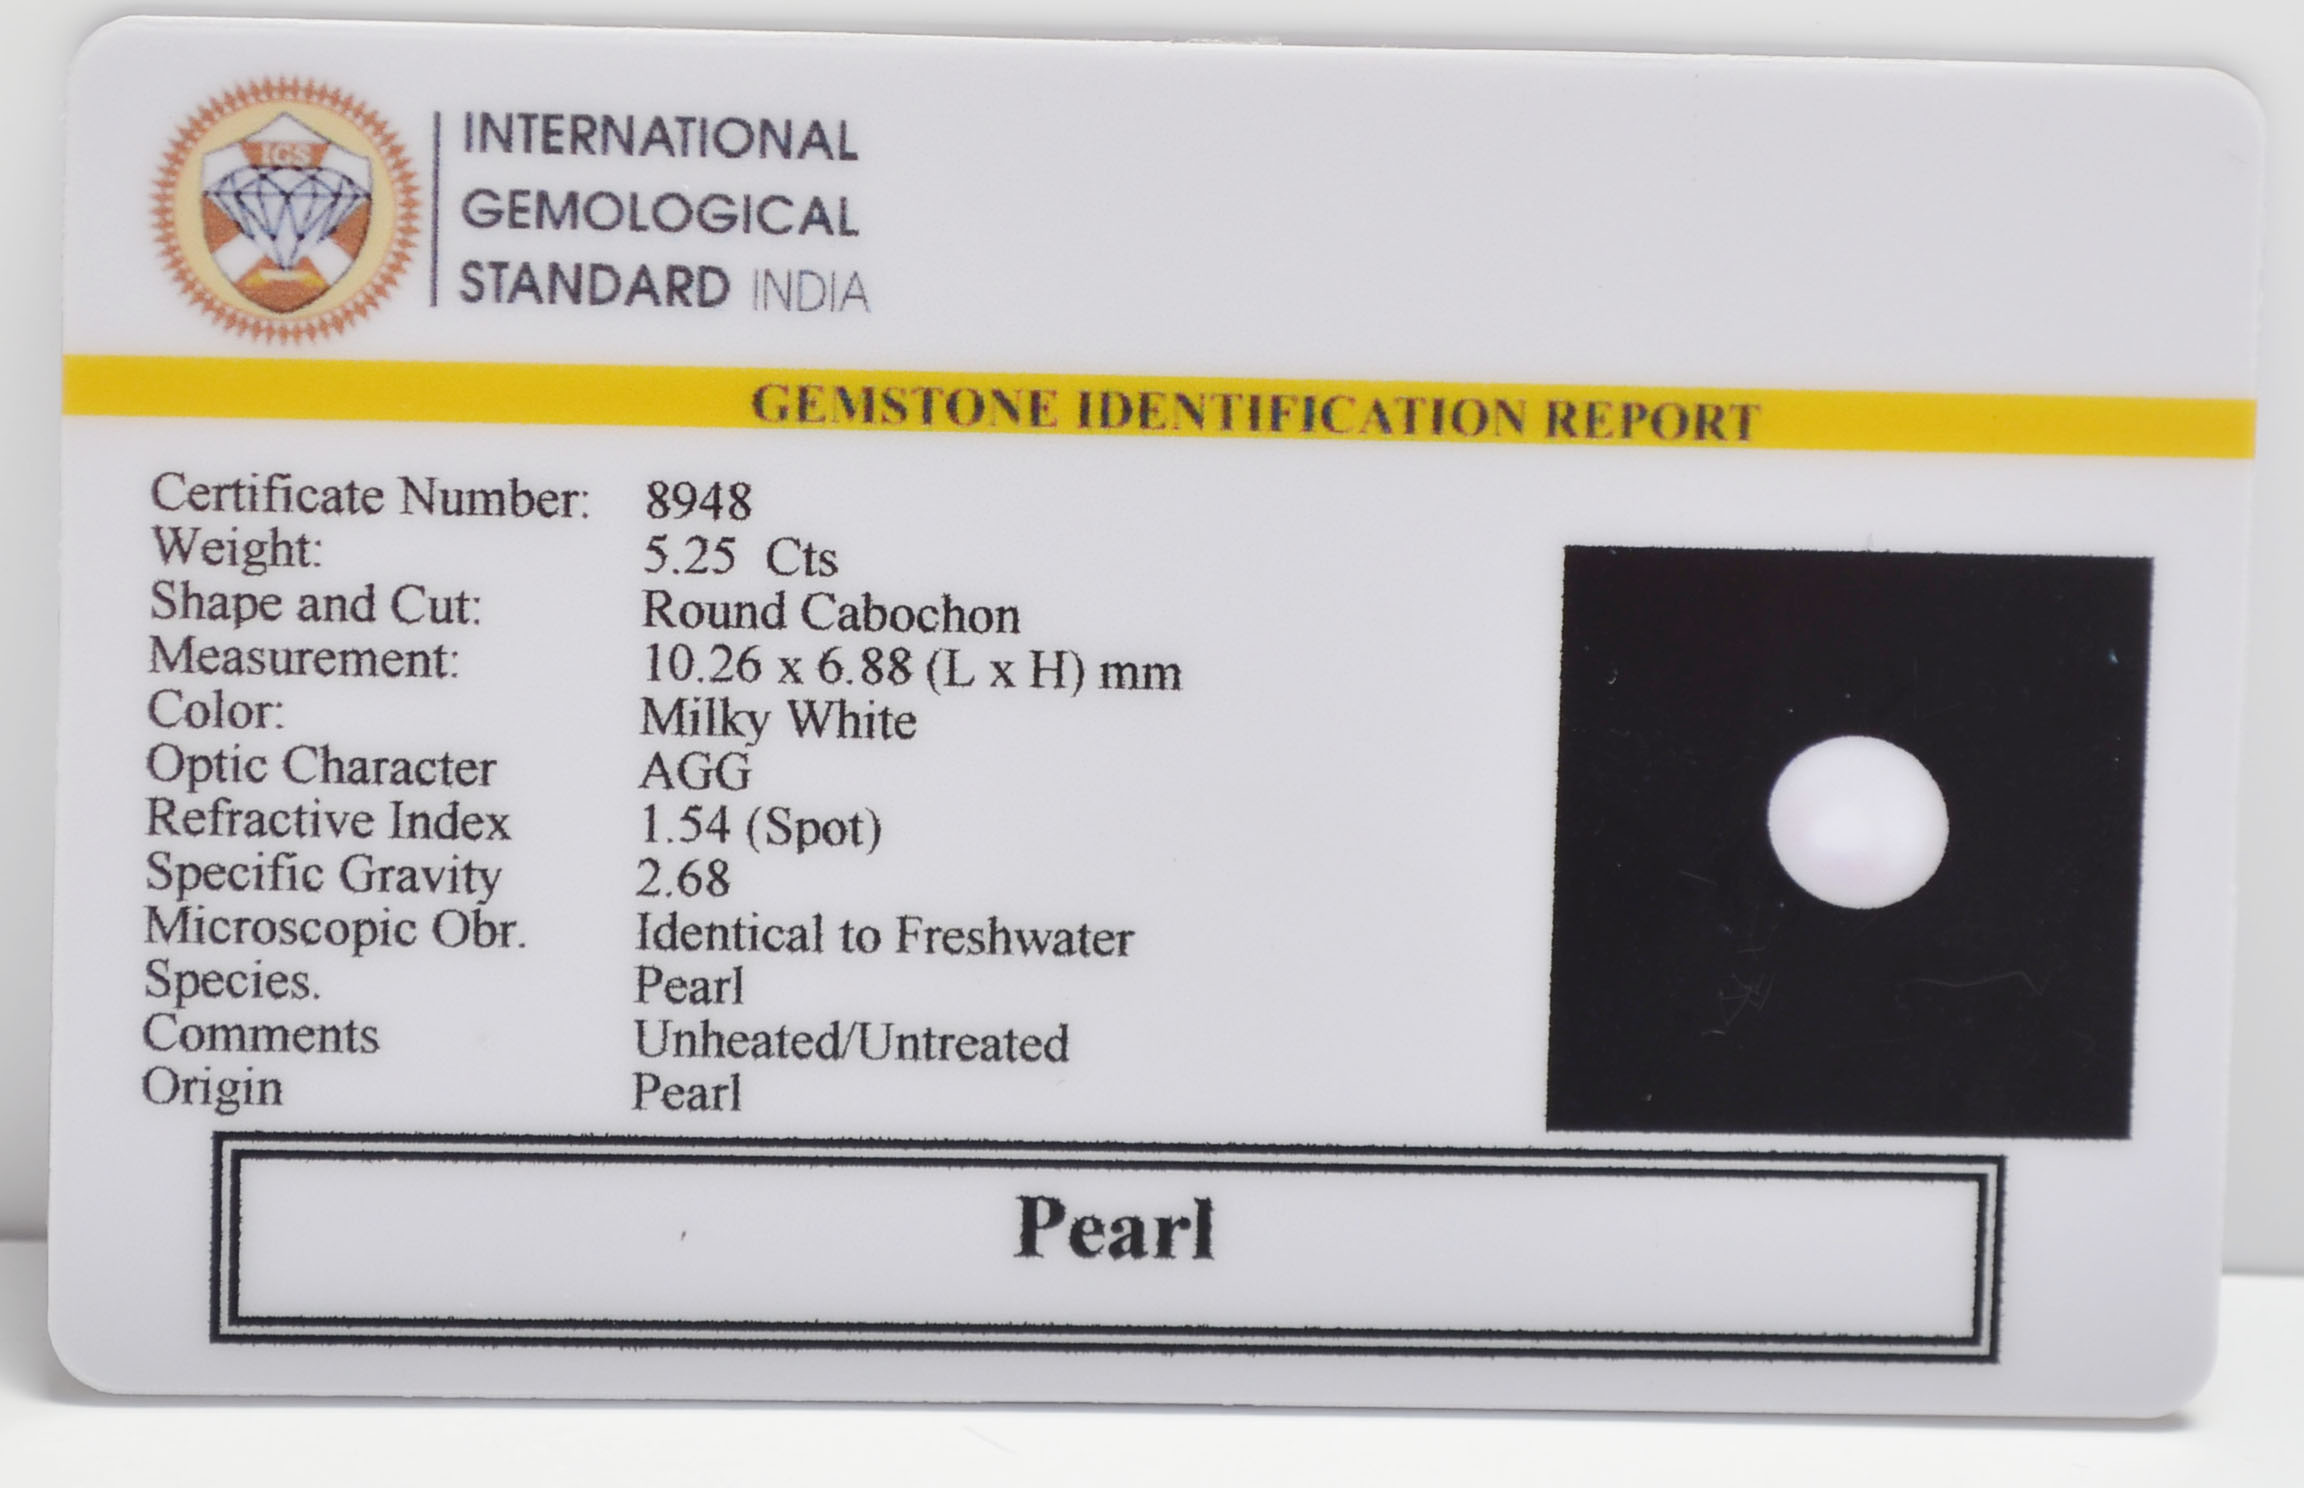 IGS
INTERNATIONAL
GEMOLOGICAL
STANDARD INDIA
GEMSTONE IDENTIFICATION REPORT
Certificate Number: 8948
Weight: 5.25 Cts
Shape and Cut: Round Cabochon
Measurement: 10.26 x 6.88 (L x H) mm
Color: Milky White
Optic Character AGG
Refractive Index 1.54 (Spot)
Specific Gravity 2.68
Microscopic Obr. Identical to Freshwater
Species. Pearl
Comments Unheated/Untreated
Origin Pearl
Pearl